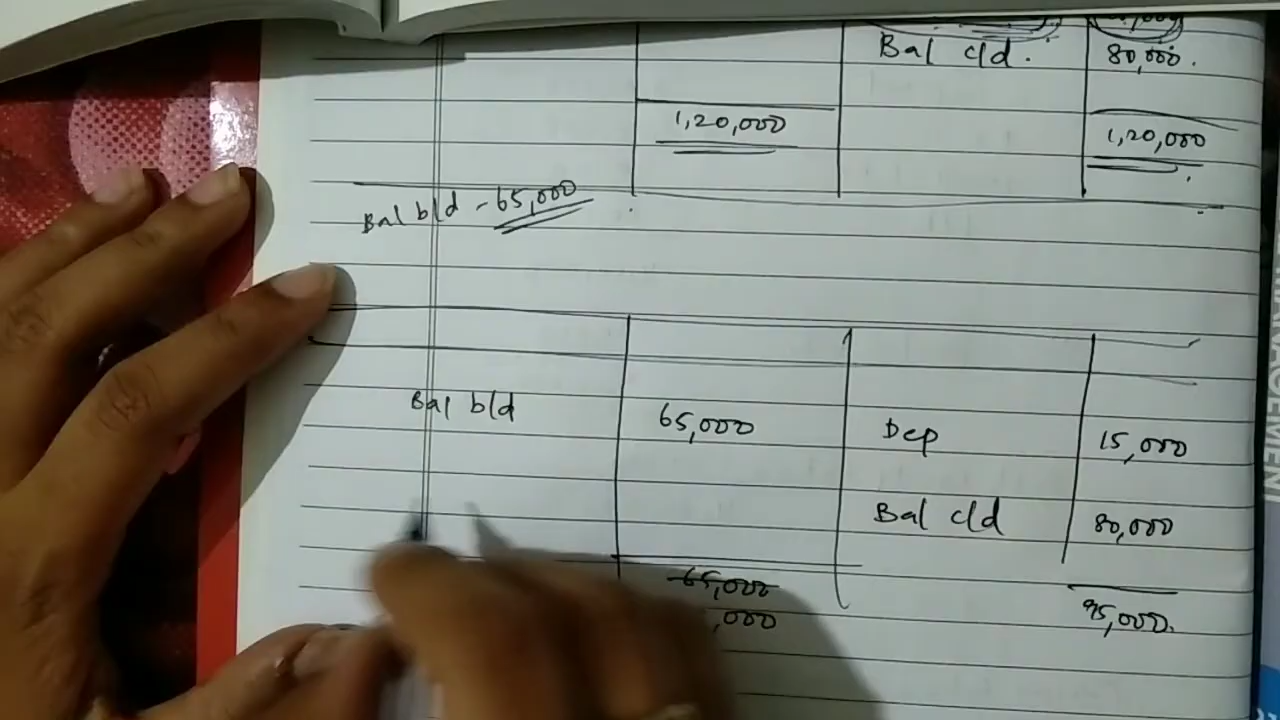 Bal c/d. 80,000.
1,20,000 1,20,000
Bal b/d - 65,000
Bal b/d 65,000 Dep 15,000
Bal c/d 80,000
65,000
,000 95,000.